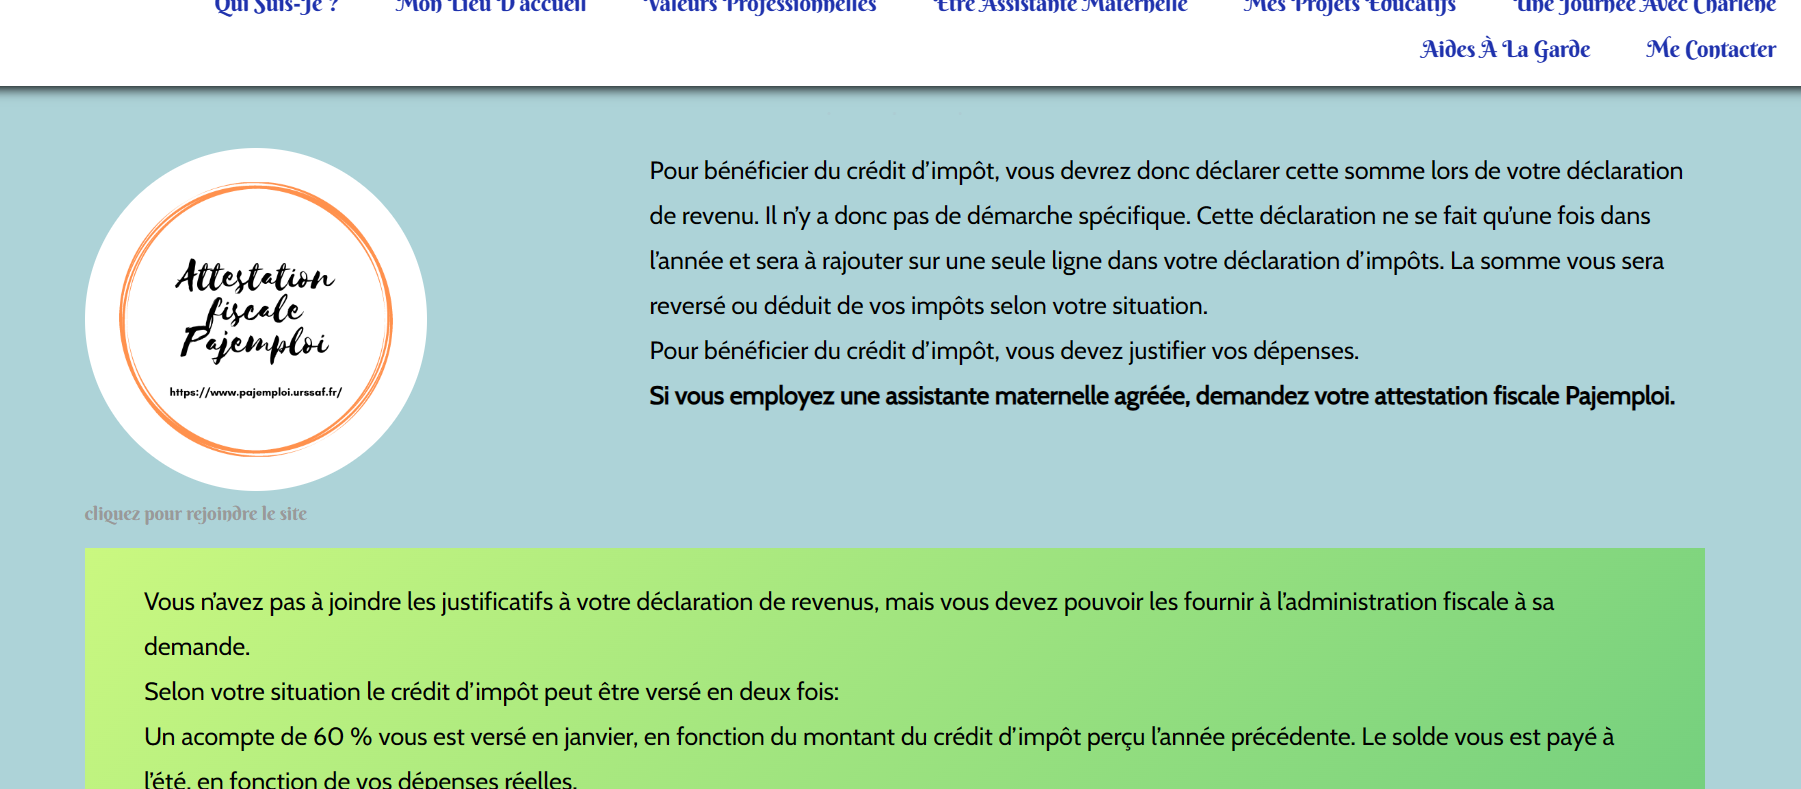 Qui Suis-Je ? Mon Lieu D'accueil Valeurs Professionnelles Etre Assistante Maternelle Mes Projets Educatifs Une Journée Avec Charlène
Aides À La Garde Me Contacter
Attestation
fiscale
Pajemploi
https://www.pajemploi.urssaf.fr/
cliquez pour rejoindre le site
Pour bénéficier du crédit d’impôt, vous devrez donc déclarer cette somme lors de votre déclaration
de revenu. Il n’y a donc pas de démarche spécifique. Cette déclaration ne se fait qu’une fois dans
l’année et sera à rajouter sur une seule ligne dans votre déclaration d’impôts. La somme vous sera
reversé ou déduit de vos impôts selon votre situation.
Pour bénéficier du crédit d’impôt, vous devez justifier vos dépenses.
Si vous employez une assistante maternelle agréée, demandez votre attestation fiscale Pajemploi.
Vous n’avez pas à joindre les justificatifs à votre déclaration de revenus, mais vous devez pouvoir les fournir à l’administration fiscale à sa
demande.
Selon votre situation le crédit d’impôt peut être versé en deux fois:
Un acompte de 60 % vous est versé en janvier, en fonction du montant du crédit d’impôt perçu l’année précédente. Le solde vous est payé à
l’été, en fonction de vos dépenses réelles.